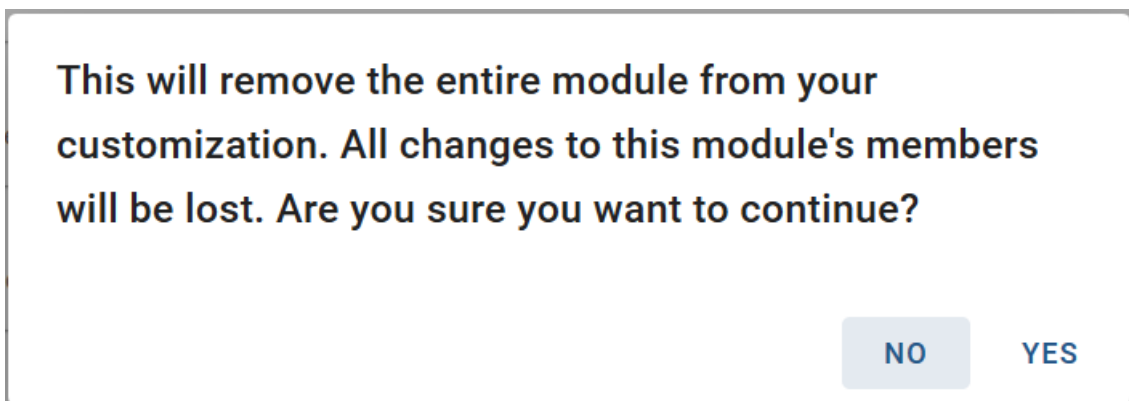 This will remove the entire module from your
customization. All changes to this module's members
will be lost. Are you sure you want to continue?
NO YES